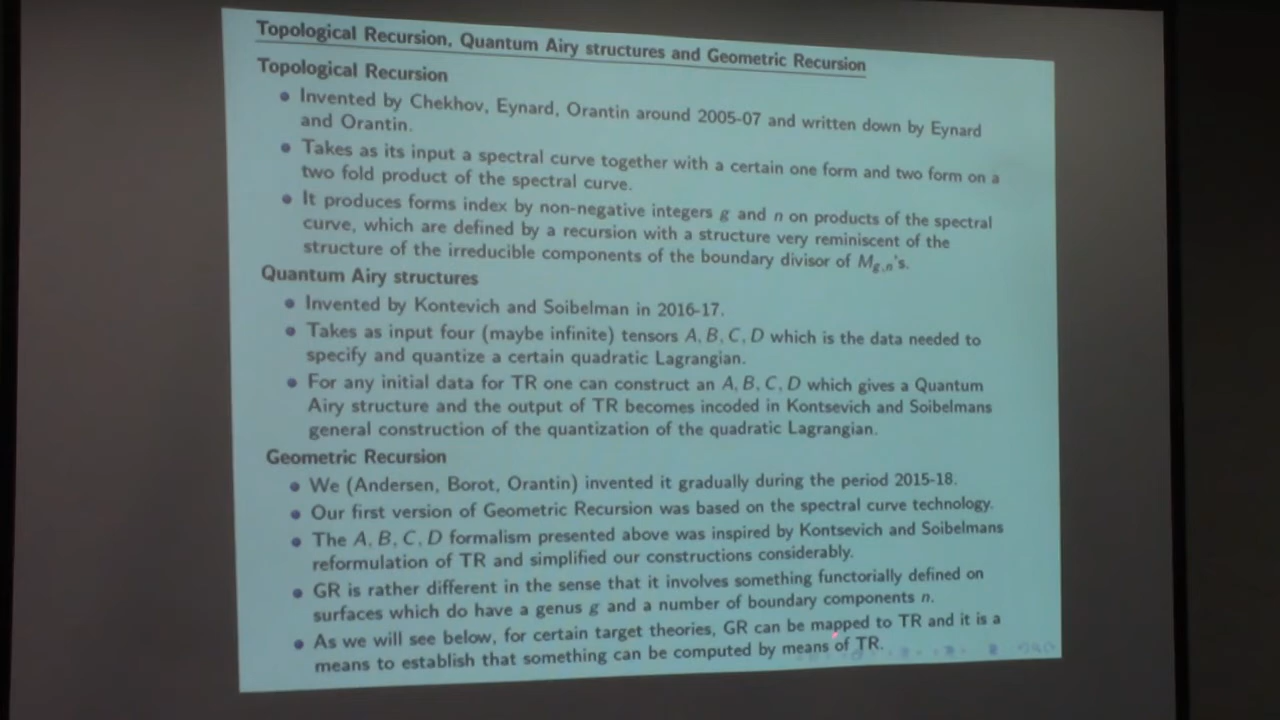 Topological Recursion, Quantum Airy structures and Geometric Recursion
Topological Recursion
• Invented by Chekhov, Eynard, Orantin around 2005-07 and written down by Eynard
and Orantin.
• Takes as its input a spectral curve together with a certain one form and two form on a
two fold product of the spectral curve.
• It produces forms index by non-negative integers g and n on products of the spectral
curve, which are defined by a recursion with a structure very reminiscent of the
structure of the irreducible components of the boundary divisor of M_{g,n}'s.
Quantum Airy structures
• Invented by Kontevich and Soibelman in 2016-17.
• Takes as input four (maybe infinite) tensors A, B, C, D which is the data needed to
specify and quantize a certain quadratic Lagrangian.
• For any initial data for TR one can construct an A, B, C, D which gives a Quantum
Airy structure and the output of TR becomes incoded in Kontsevich and Soibelmans
general construction of the quantization of the quadratic Lagrangian.
Geometric Recursion
• We (Andersen, Borot, Orantin) invented it gradually during the period 2015-18.
• Our first version of Geometric Recursion was based on the spectral curve technology.
• The A, B, C, D formalism presented above was inspired by Kontsevich and Soibelmans
reformulation of TR and simplified our constructions considerably.
• GR is rather different in the sense that it involves something functorially defined on
surfaces which do have a genus g and a number of boundary components n.
• As we will see below, for certain target theories, GR can be mapped to TR and it is a
means to establish that something can be computed by means of TR.